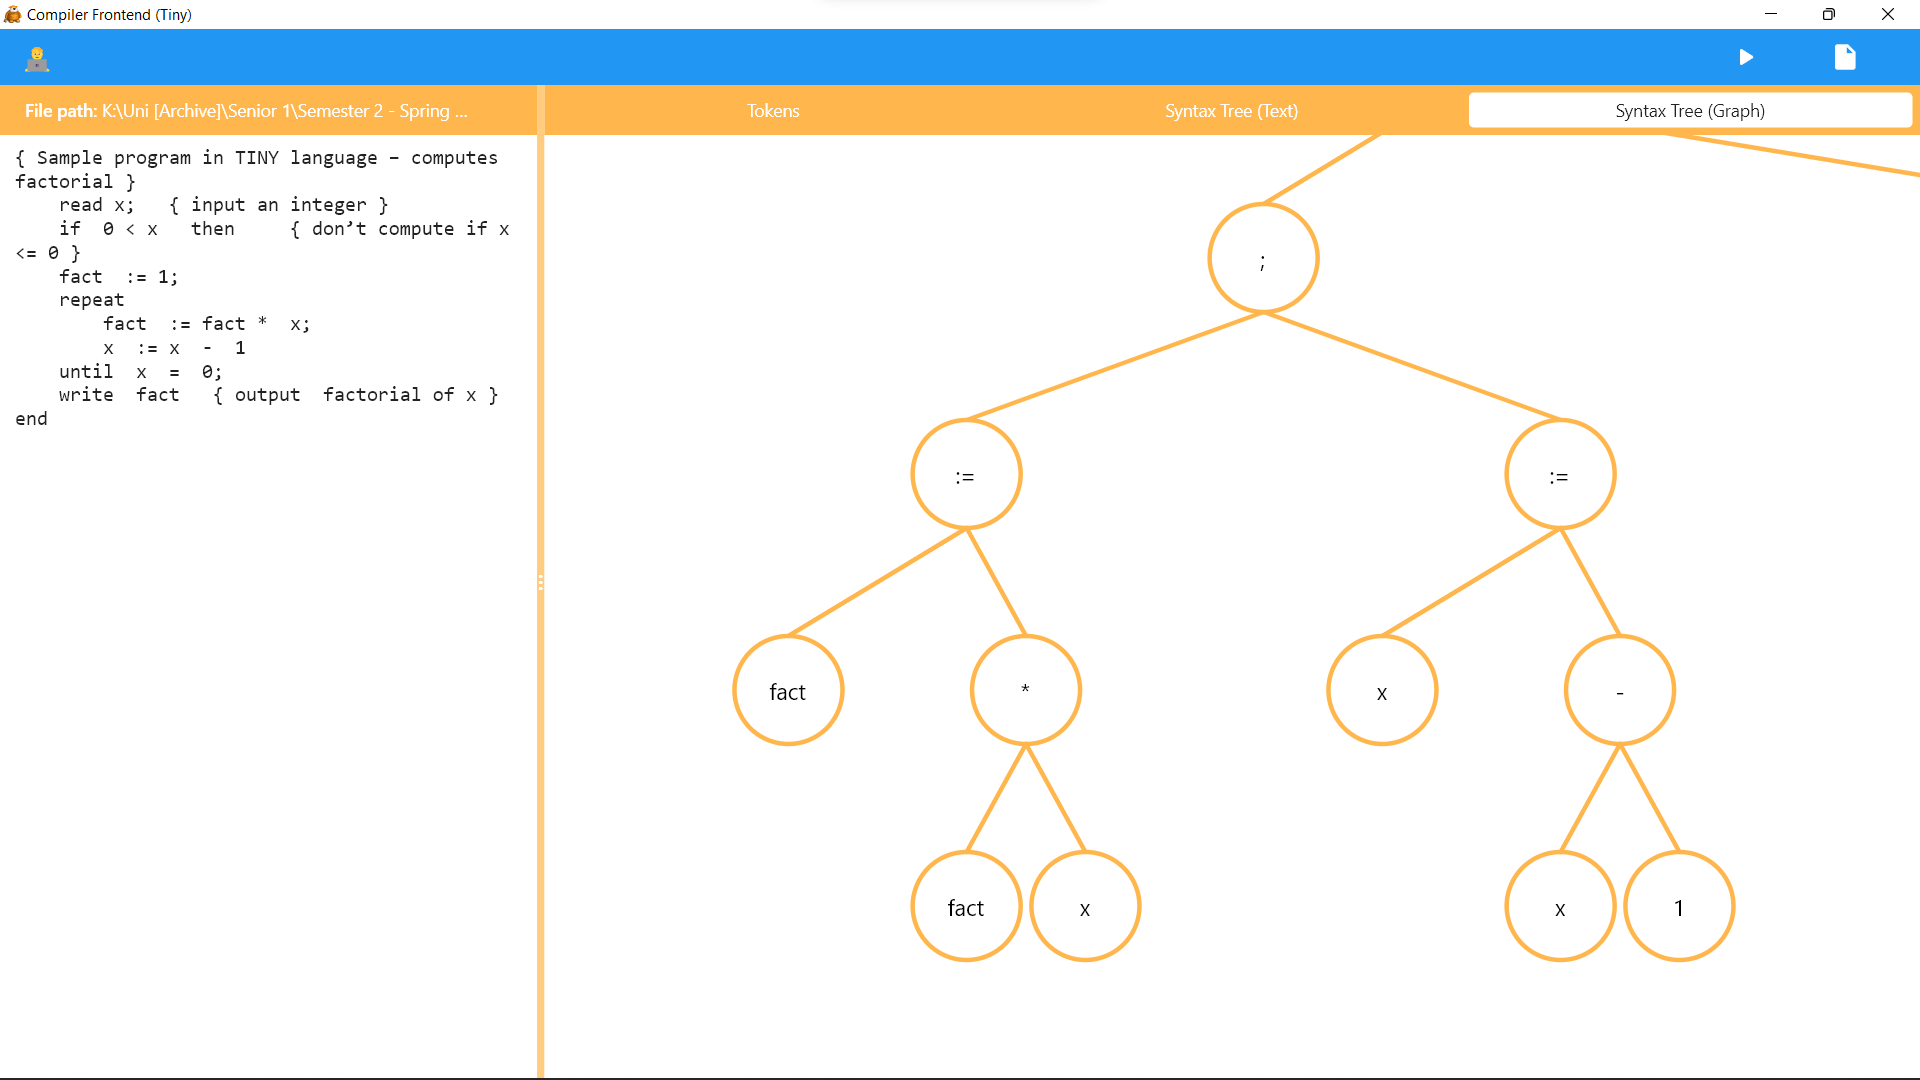 Compiler Frontend (Tiny)
File path: K:\Uni [Archive]\Senior 1\Semester 2 - Spring ...
Tokens
Syntax Tree (Text)
Syntax Tree (Graph)
{ Sample program in TINY language – computes
factorial }
read x;   { input an integer }
if  0 < x   then     { don’t compute if x
<= 0 }
fact  := 1;
repeat
fact  := fact *  x;
x  := x  -  1
until  x  =  0;
write  fact   { output  factorial of x }
end
;
:=
:=
fact
*
x
-
fact
x
x
1